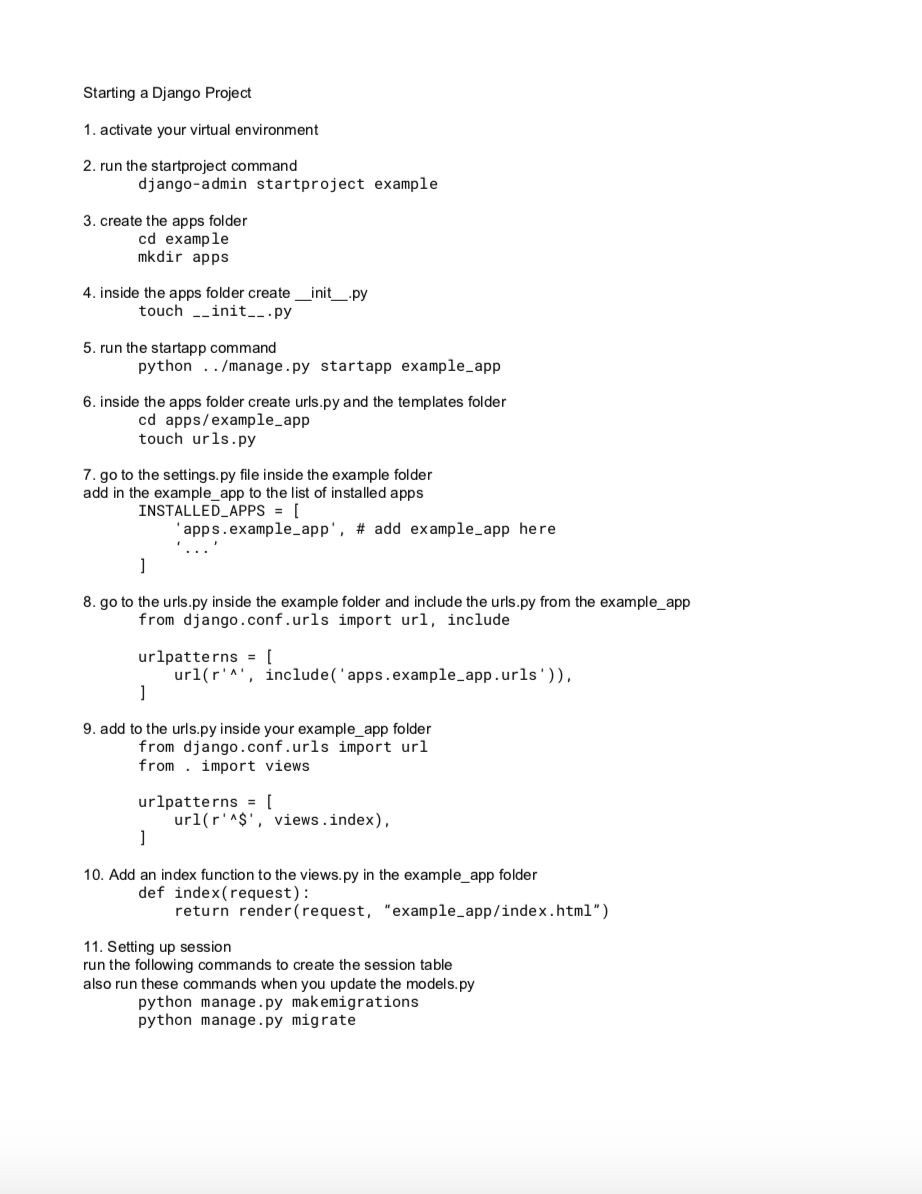 Starting a Django Project
1. activate your virtual environment
2. run the startproject command
django-admin startproject example
3. create the apps folder
cd example
mkdir apps
4. inside the apps folder create __init__.py
touch __init__.py
5. run the startapp command
python ../manage.py startapp example_app
6. inside the apps folder create urls.py and the templates folder
cd apps/example_app
touch urls.py
7. go to the settings.py file inside the example folder
add in the example_app to the list of installed apps
INSTALLED_APPS = [
'apps.example_app', # add example_app here
‘...’
]
8. go to the urls.py inside the example folder and include the urls.py from the example_app
from django.conf.urls import url, include
urlpatterns = [
url(r'^', include('apps.example_app.urls')),
]
9. add to the urls.py inside your example_app folder
from django.conf.urls import url
from . import views
urlpatterns = [
url(r'^$', views.index),
]
10. Add an index function to the views.py in the example_app folder
def index(request):
return render(request, “example_app/index.html”)
11. Setting up session
run the following commands to create the session table
also run these commands when you update the models.py
python manage.py makemigrations
python manage.py migrate